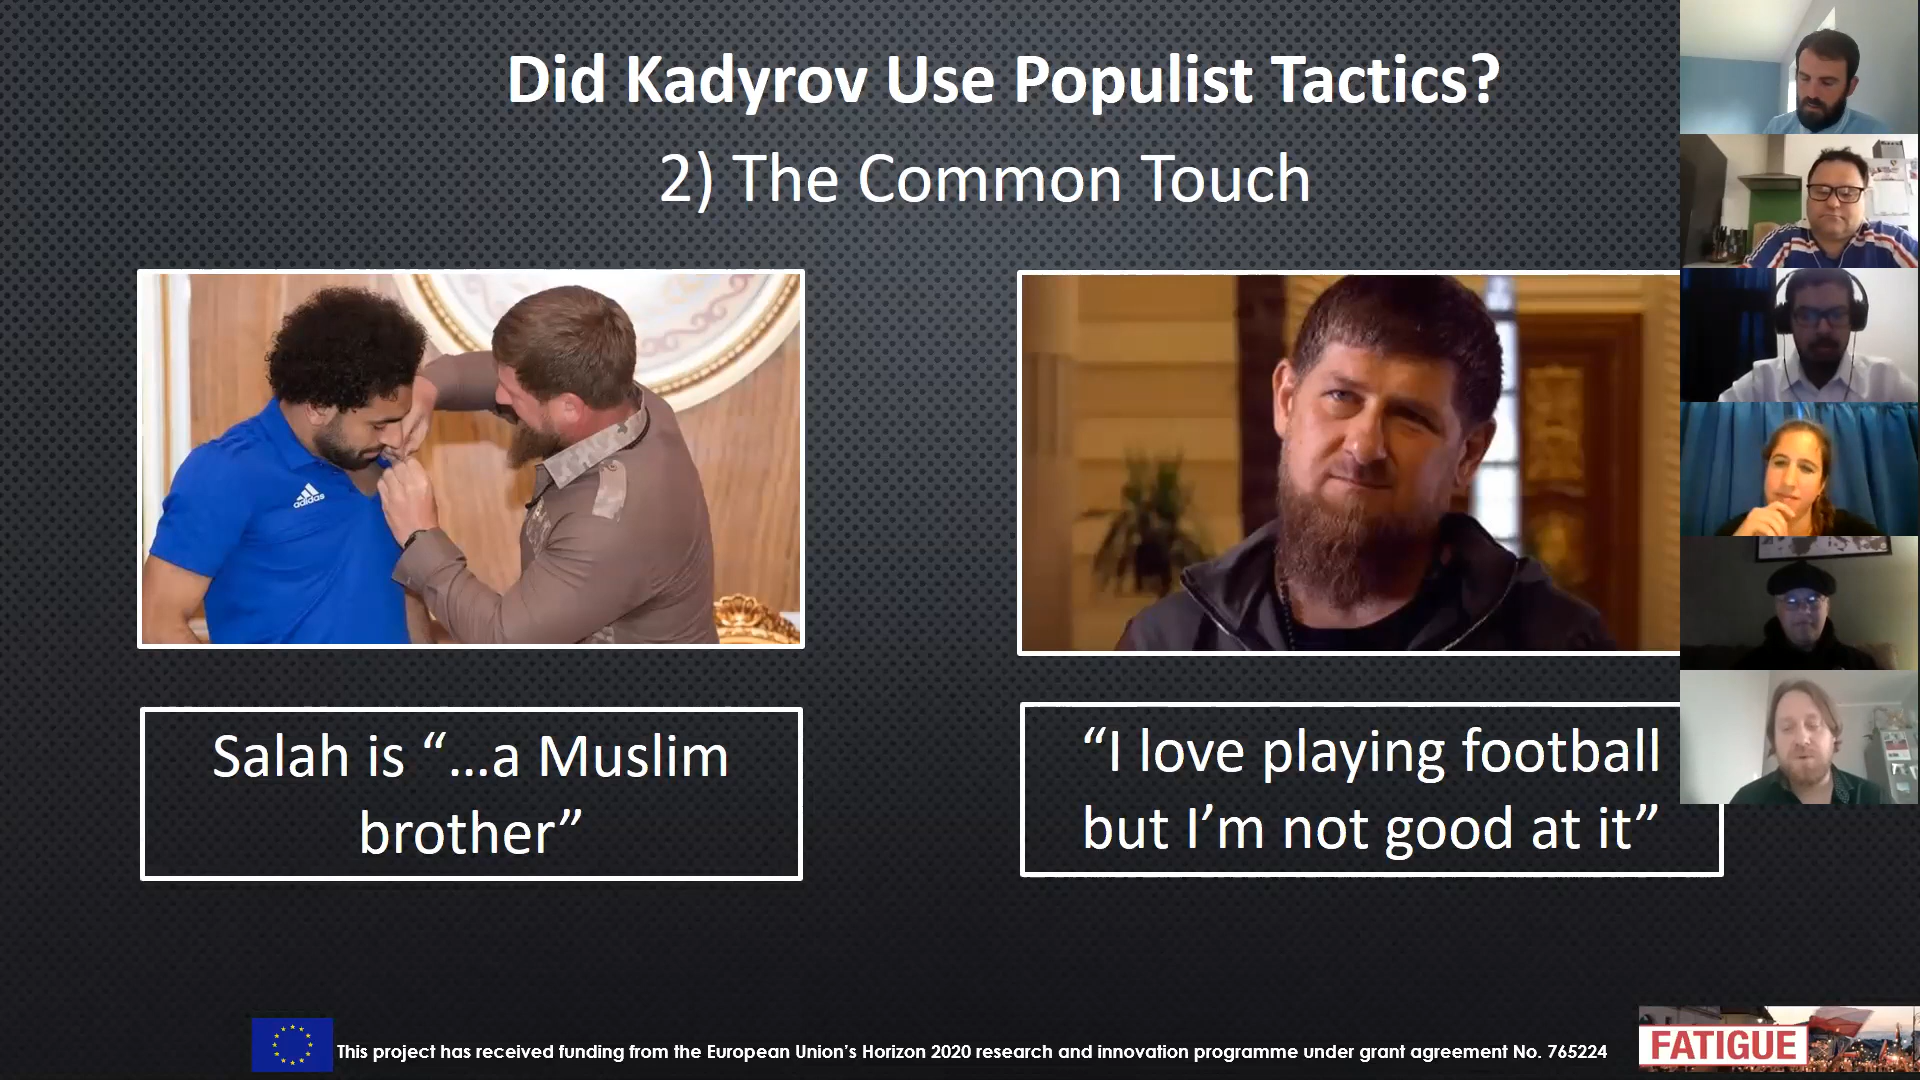 Did Kadyrov Use Populist Tactics?
2) The Common Touch
adidas
Salah is “…a Muslim
brother”
“I love playing football
but I’m not good at it”
This project has received funding from the European Union’s Horizon 2020 research and innovation programme under grant agreement No. 765224
FATIGUE